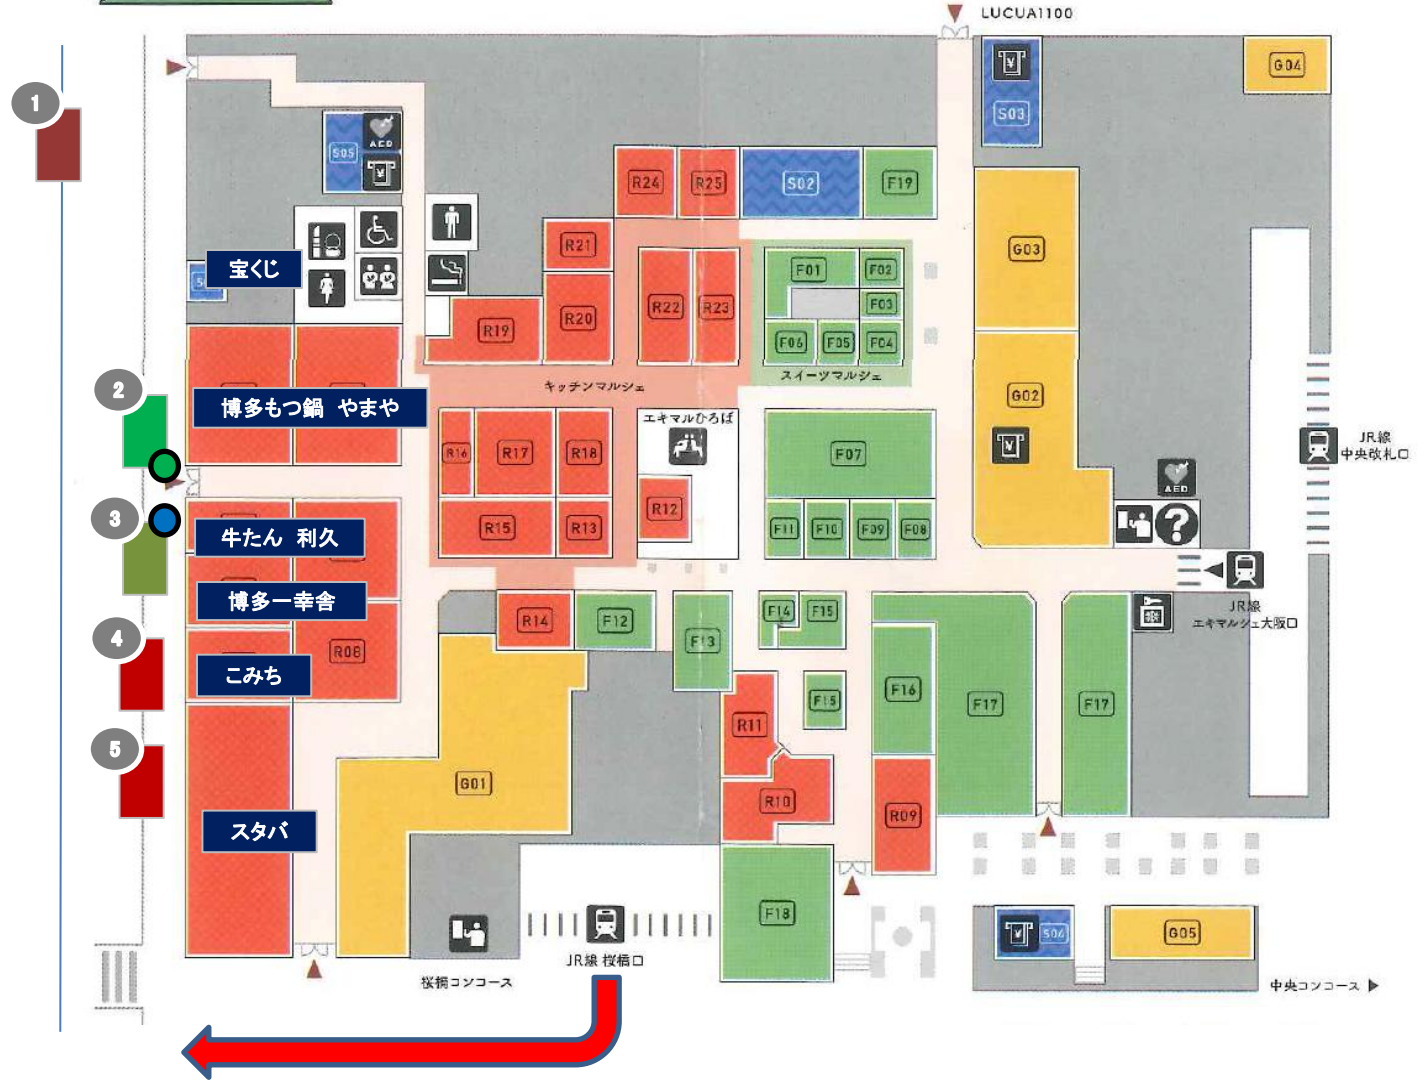 LUCUA1100
1
G04
S03
AED
S05
R24
R25
S02
F19
R21
G03
宝くじ
F01
F02
F03
R22
R23
R20
R19
F06
F05
F04
スイーツマルシェ
キッチンマルシェ
2
博多もつ鍋 やまや
G02
エキマルひろば
JR線
中央改札口
R16
R17
R18
F07
AED
3
R12
牛たん 利久
R15
R13
F11
F10
F09
F08
博多一幸舎
JR線
エキマルシェ大阪口
R14
F12
F13
F14
F15
4
R08
こみち
F16
F15
F17
F17
R11
5
G01
R10
R09
スタバ
F18
S04
G05
JR線 桜橋口
桜橋コンコース
中央コンコース